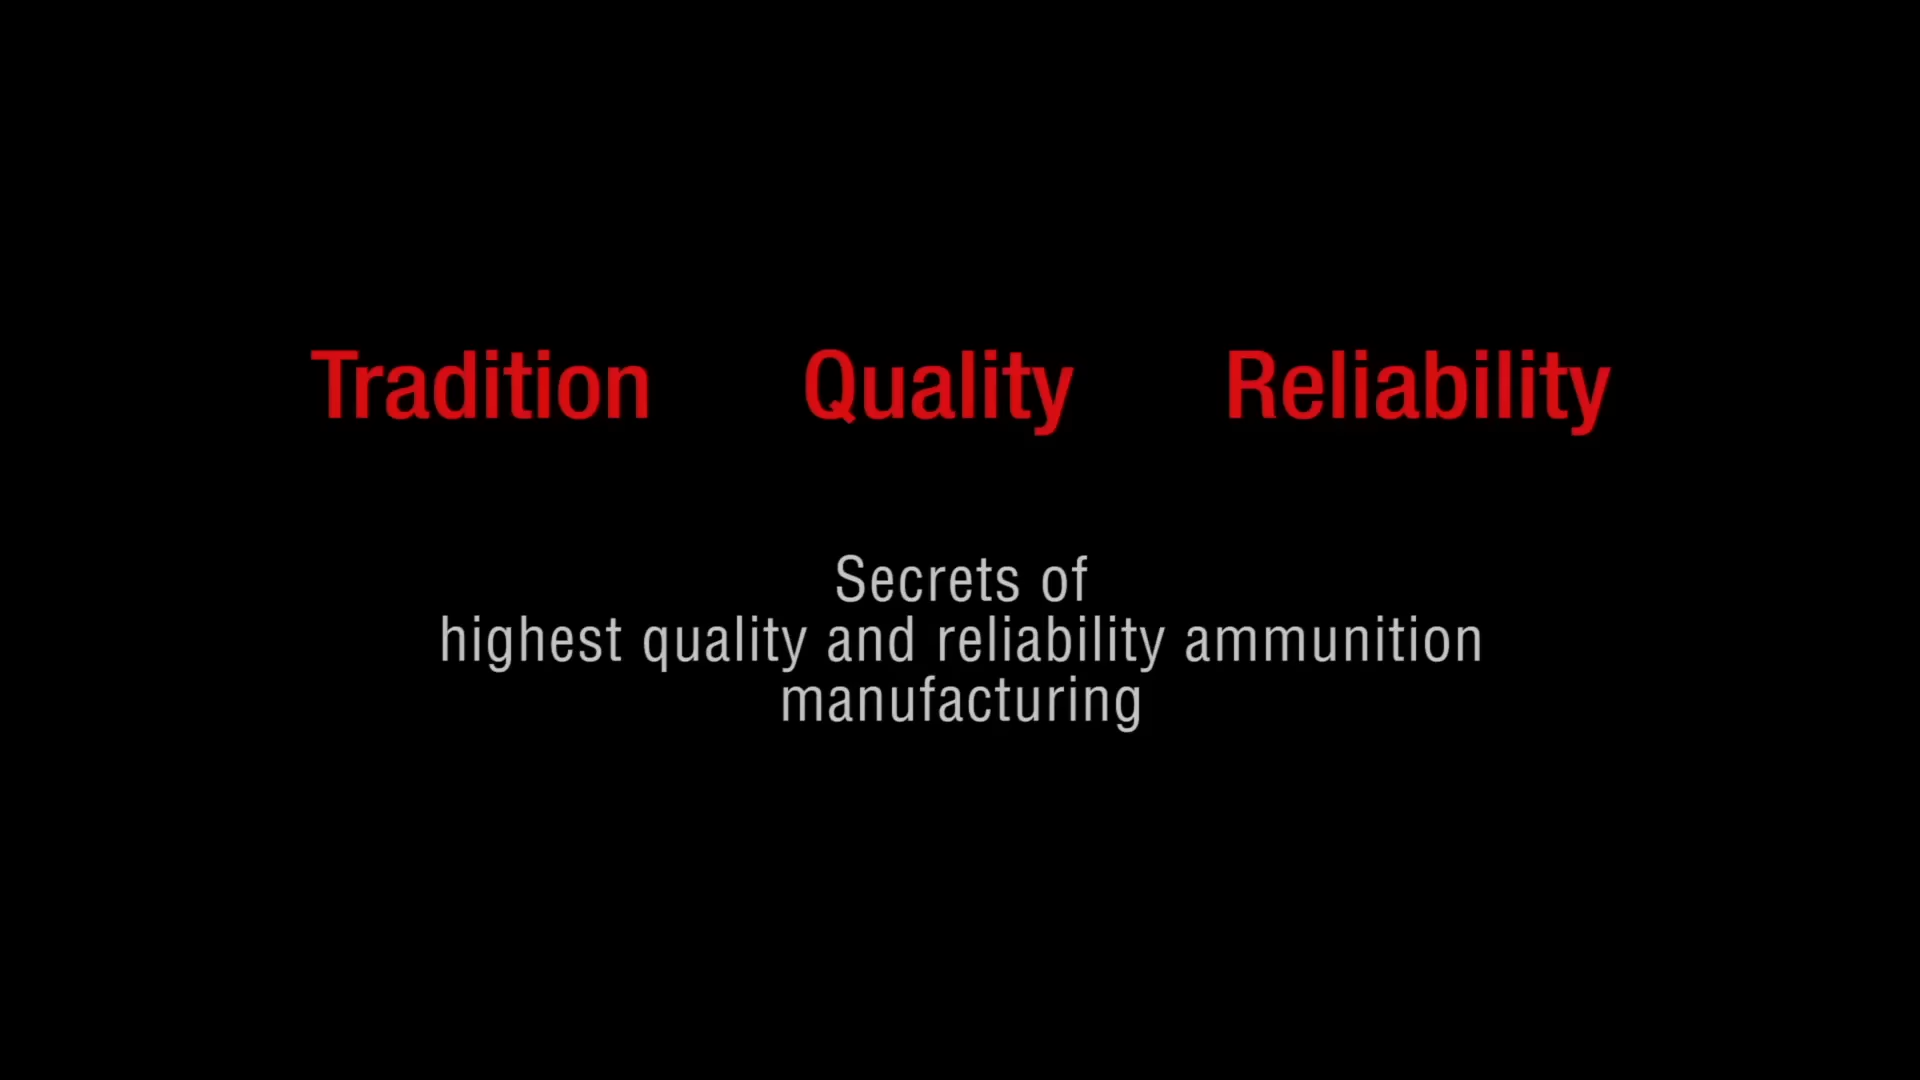 Tradition Quality Reliability
Secrets of
highest quality and reliability ammunition
manufacturing